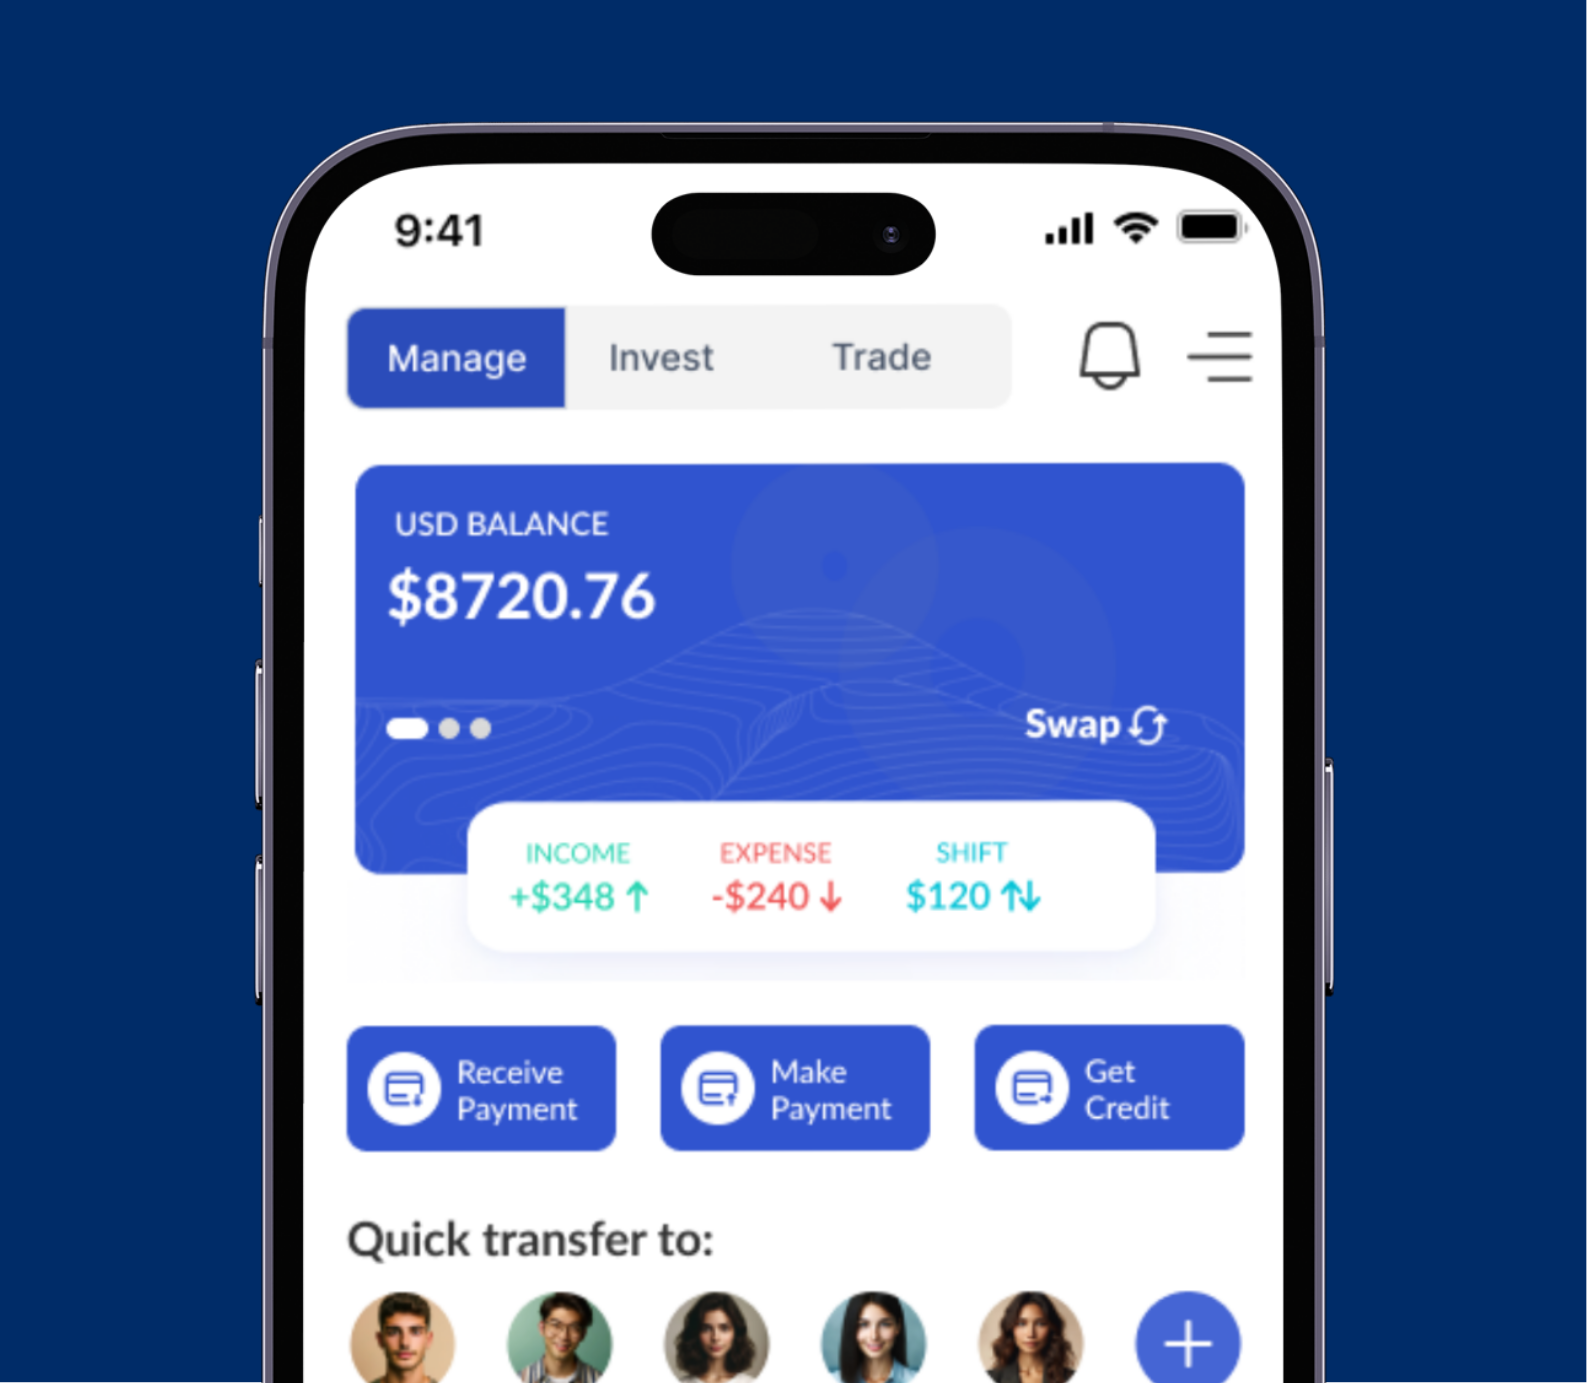 9:41
Manage Invest Trade
USD BALANCE
$8720.76
Swap
INCOME EXPENSE SHIFT
+$348 -$240 $120
Receive Payment
Make Payment
Get Credit
Quick transfer to: